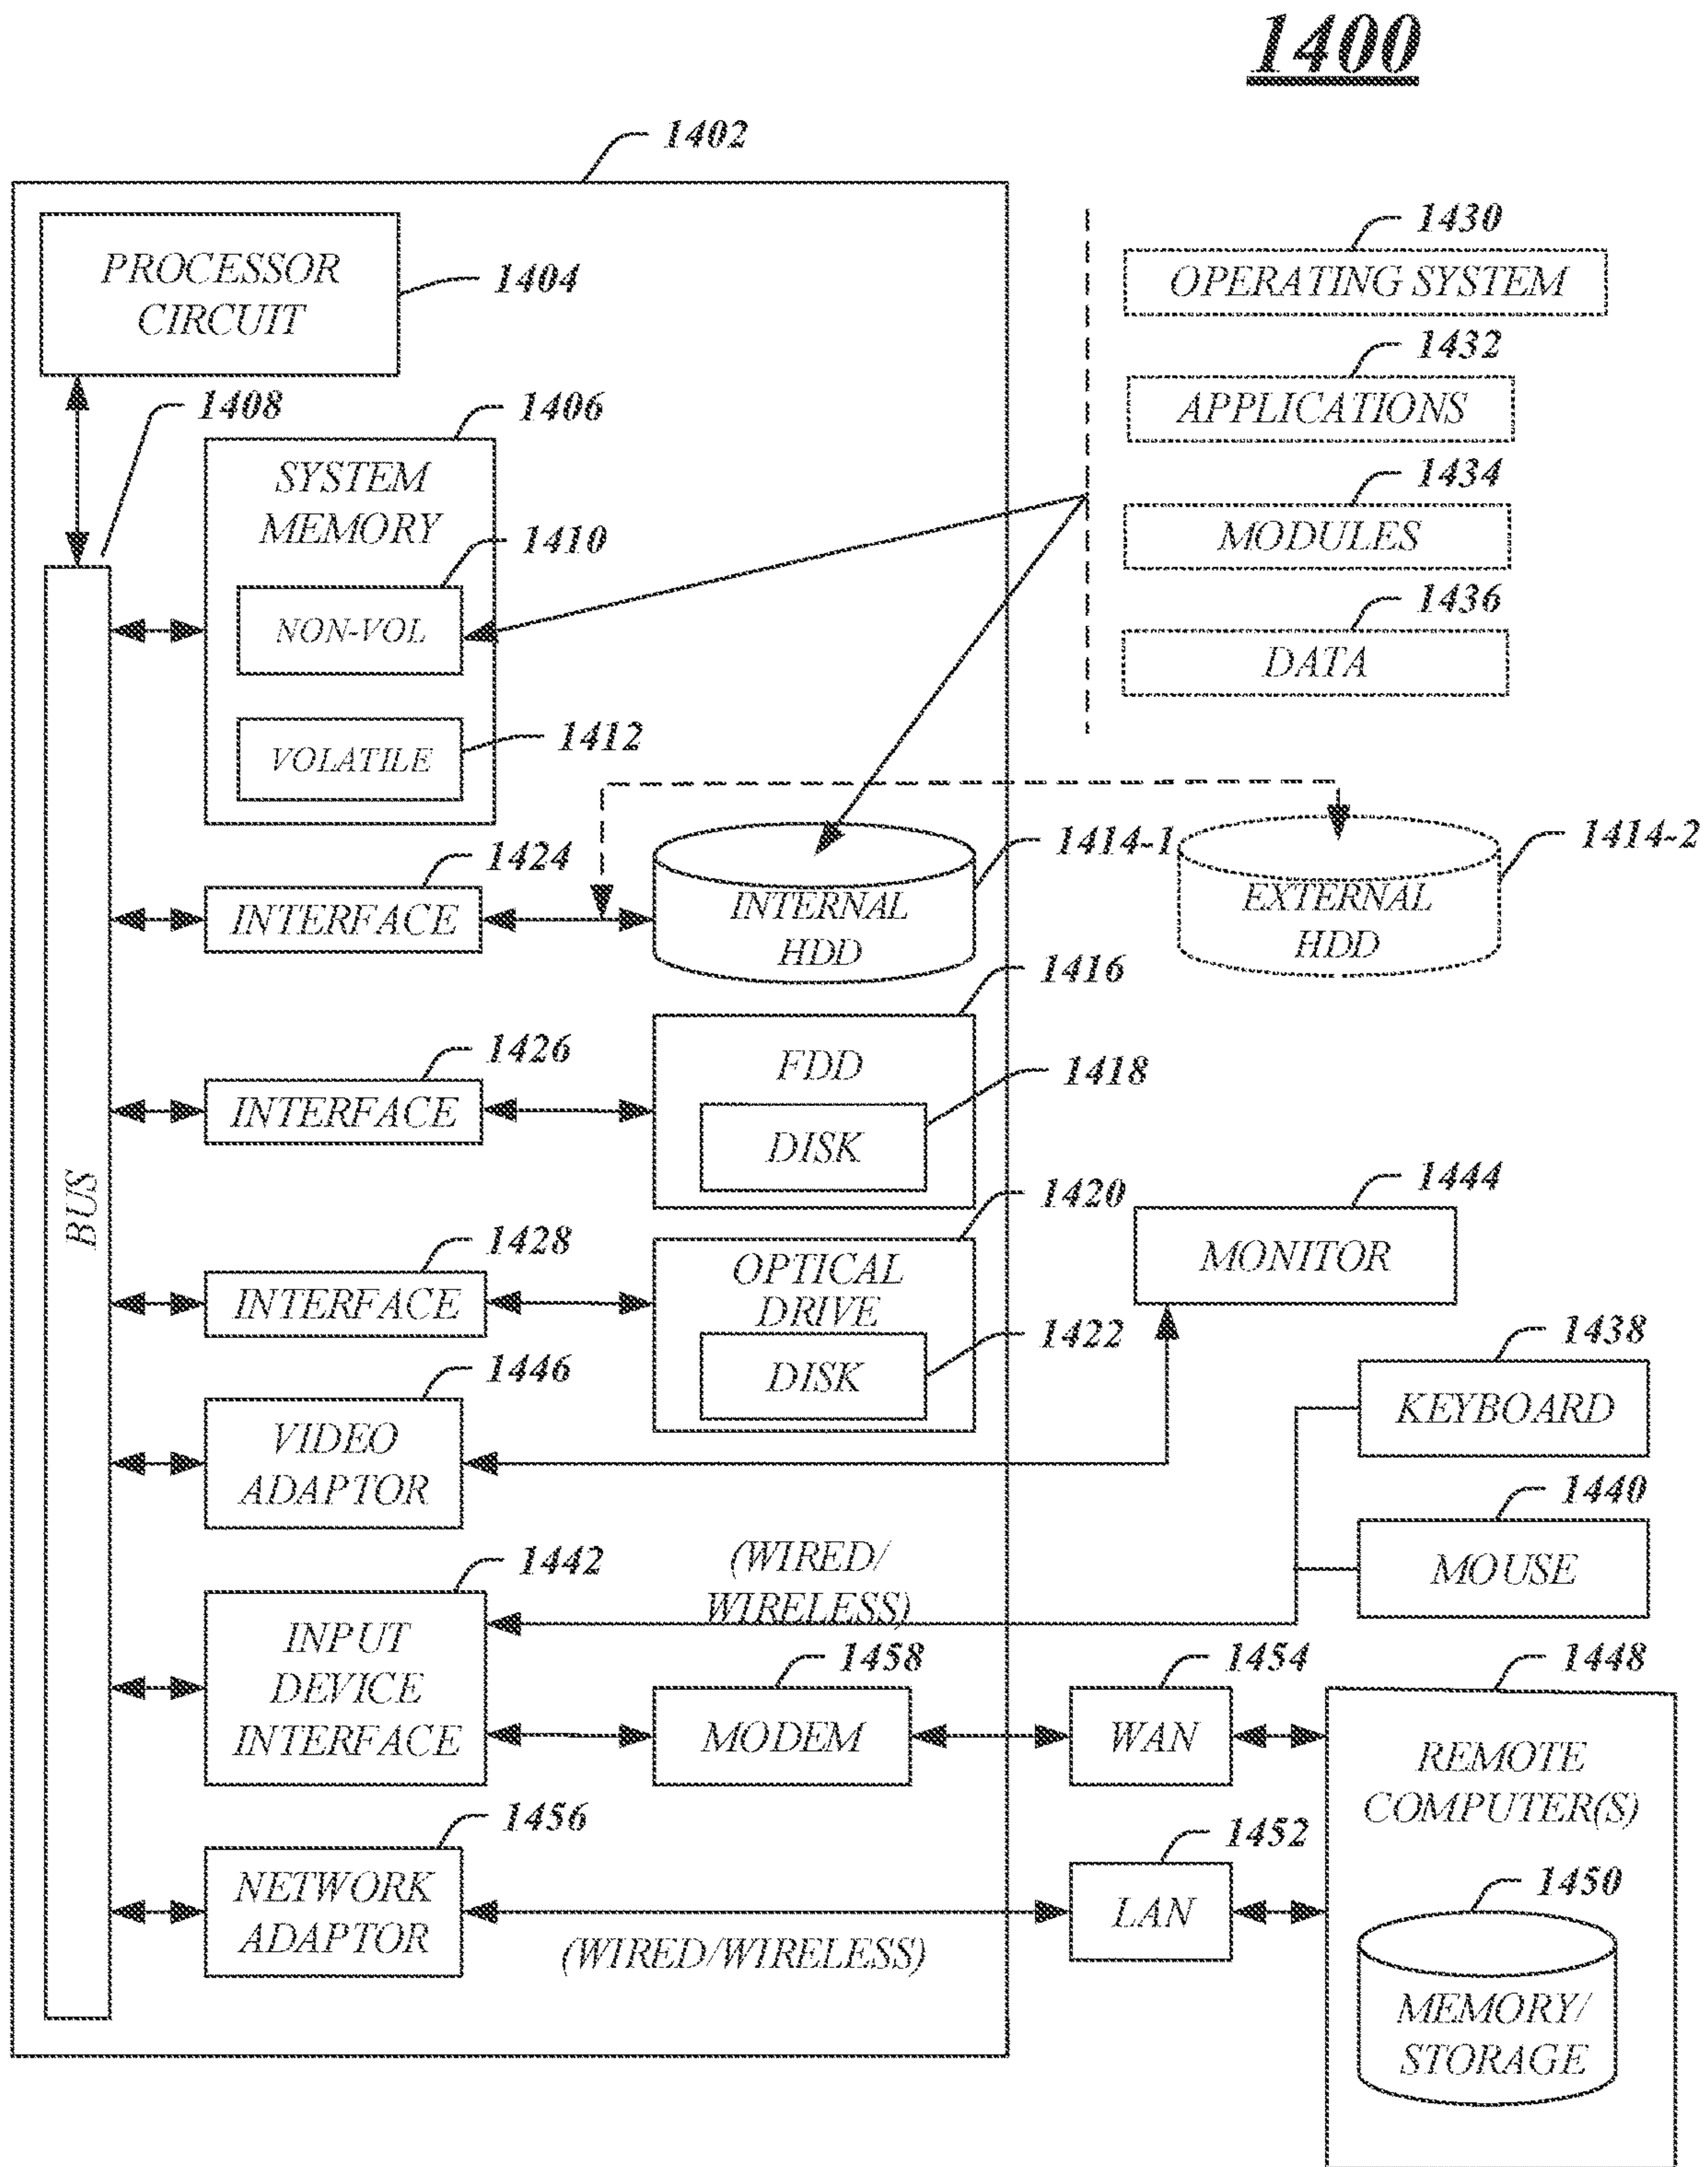 1400
1402
PROCESSOR
CIRCUIT
1404
1408
1406
SYSTEM
MEMORY
1410
NON-VOL
1412
VOLATILE
1430
OPERATING SYSTEM
1432
APPLICATIONS
1434
MODULES
1436
DATA
1424
INTERFACE
1414-1
INTERNAL
HDD
1414-2
EXTERNAL
HDD
1416
1426
INTERFACE
FDD
1418
DISK
BUS
1420
1428
INTERFACE
OPTICAL
DRIVE
1422
DISK
1444
MONITOR
1438
KEYBOARD
1446
VIDEO
ADAPTOR
1440
MOUSE
1442
INPUT
DEVICE
INTERFACE
(WIRED/
WIRELESS)
1458
MODEM
1454
WAN
1448
REMOTE
COMPUTER(S)
1456
NETWORK
ADAPTOR
(WIRED/WIRELESS)
1452
LAN
1450
MEMORY/
STORAGE